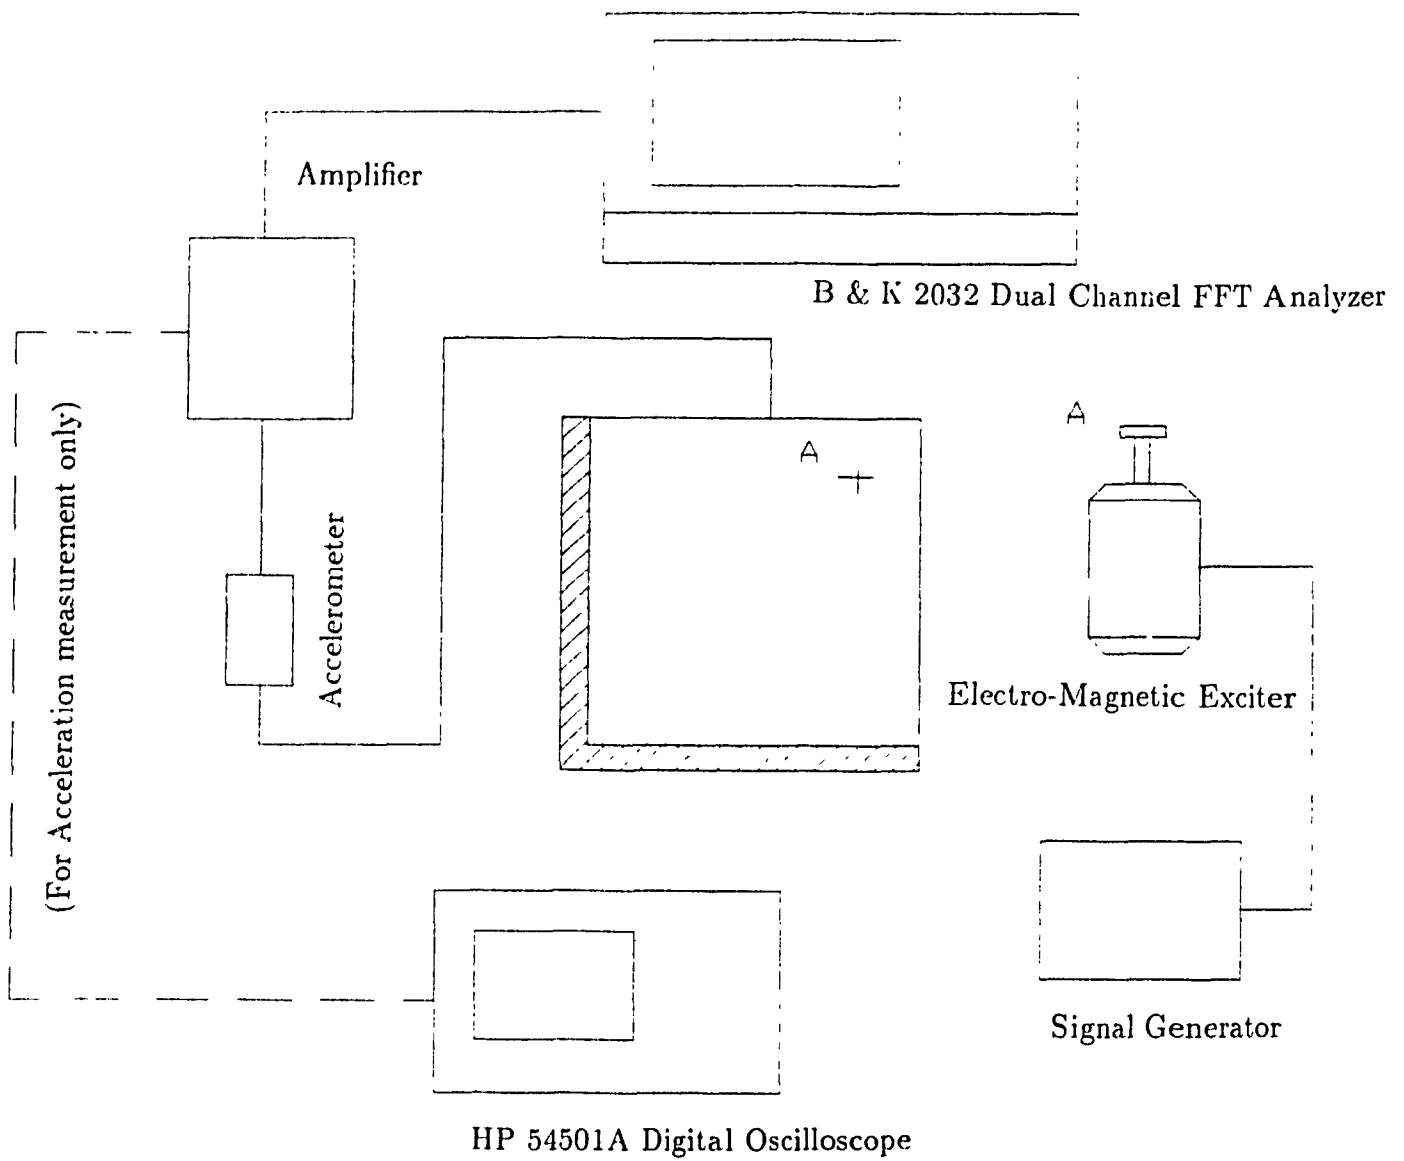 Amplifier
B & K 2032 Dual Channel FFT Analyzer
(For Acceleration measurement only)
Accelerometer
A
A
Electro-Magnetic Exciter
Signal Generator
HP 54501A Digital Oscilloscope